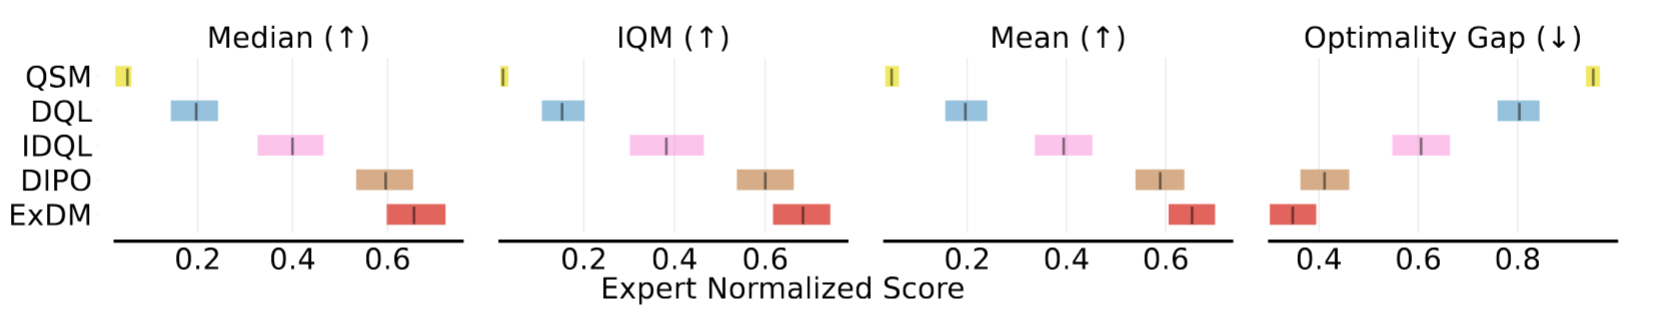 Median (↑) IQM (↑) Mean (↑) Optimality Gap (↓)
QSM
DQL
IDQL
DIPO
ExDM
0.2 0.4 0.6 0.2 0.4 0.6 0.2 0.4 0.6 0.4 0.6 0.8
Expert Normalized Score